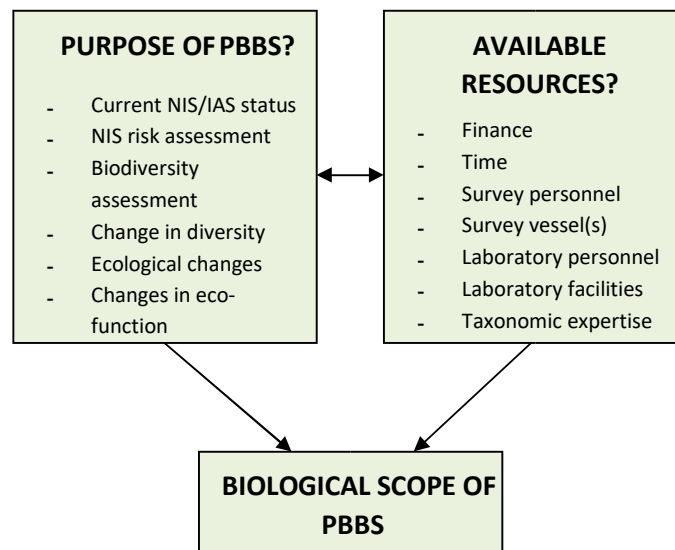 PURPOSE OF PBBS?
- Current NIS/IAS status
- NIS risk assessment
- Biodiversity
assessment
- Change in diversity
- Ecological changes
- Changes in eco-
function
AVAILABLE
RESOURCES?
- Finance
- Time
- Survey personnel
- Survey vessel(s)
- Laboratory personnel
- Laboratory facilities
- Taxonomic expertise
BIOLOGICAL SCOPE OF
PBBS